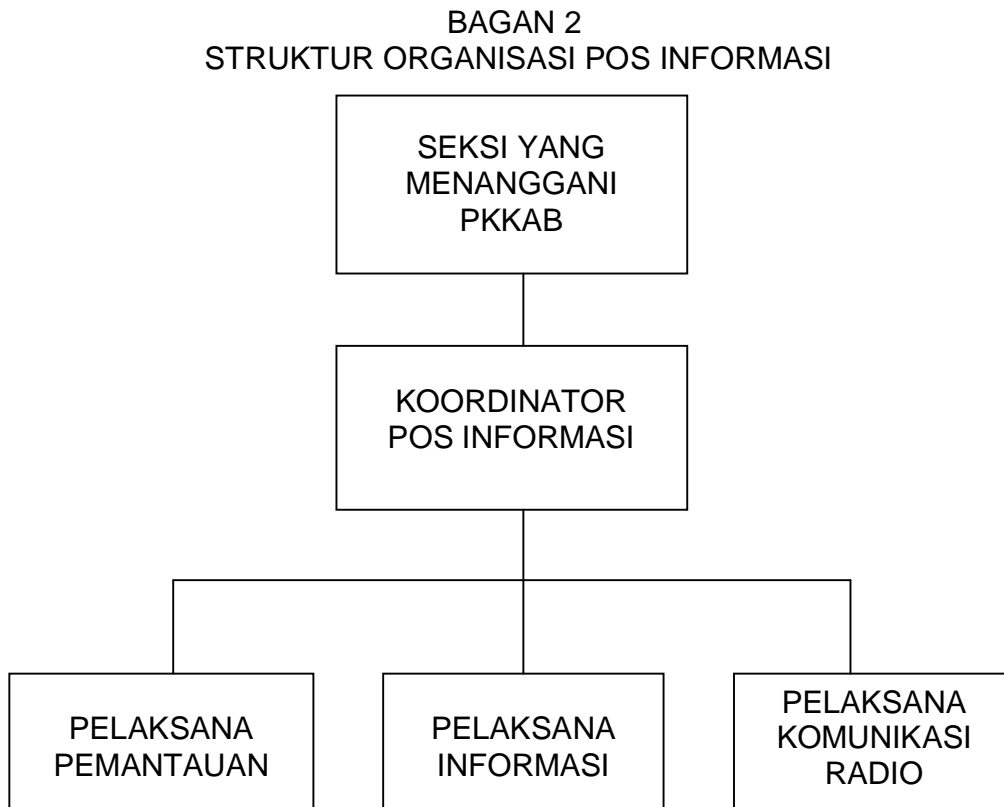 BAGAN 2
STRUKTUR ORGANISASI POS INFORMASI
SEKSI YANG
MENANGGANI
PKKAB
KOORDINATOR
POS INFORMASI
PELAKSANA
PEMANTAUAN
PELAKSANA
INFORMASI
PELAKSANA
KOMUNIKASI
RADIO